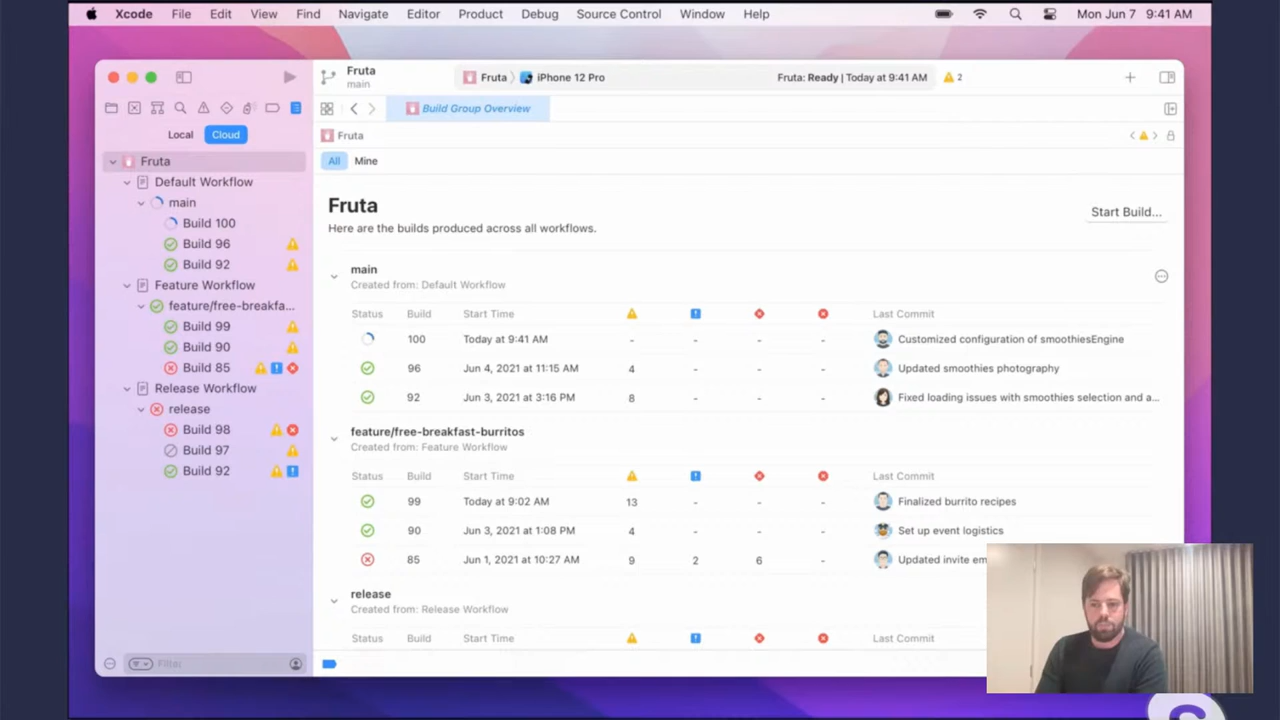 Xcode File Edit View Find Navigate Editor Product Debug Source Control Window Help Mon Jun 7 9:41 AM
Fruta
main
Fruta
iPhone 12 Pro
Fruta: Ready | Today at 9:41 AM
2
Build Group Overview
Local Cloud
Fruta
Default Workflow
main
Build 100
Build 96
Build 92
Feature Workflow
feature/free-breakfa...
Build 99
Build 90
Build 85
Release Workflow
release
Build 98
Build 97
Build 92
Filter
Fruta
All Mine
Fruta
Start Build...
Here are the builds produced across all workflows.
main
Created from: Default Workflow
Status Build Start Time Last Commit
100 Today at 9:41 AM - - - - Customized configuration of smoothiesEngine
96 Jun 4, 2021 at 11:15 AM 4 - - - Updated smoothies photography
92 Jun 3, 2021 at 3:16 PM 8 - - - Fixed loading issues with smoothies selection and a...
feature/free-breakfast-burritos
Created from: Feature Workflow
Status Build Start Time Last Commit
99 Today at 9:02 AM 13 - - - Finalized burrito recipes
90 Jun 3, 2021 at 1:08 PM 4 - - - Set up event logistics
85 Jun 1, 2021 at 10:27 AM 9 2 6 - Updated invite em
release
Created from: Release Workflow
Status Build Start Time Last Commit